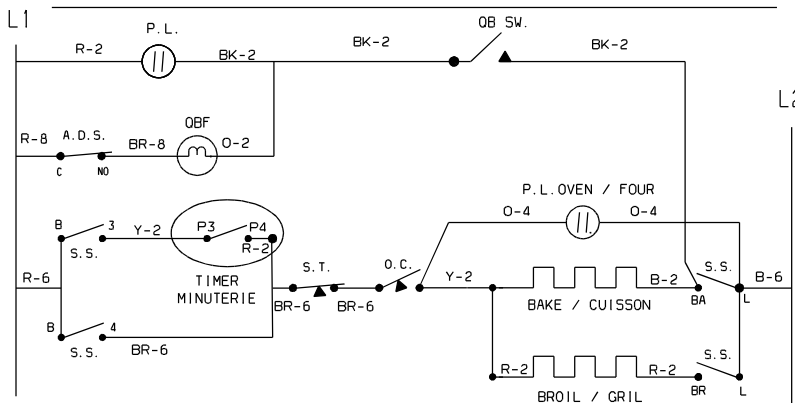 L1
P.L.
QB SW.
R-2
BK-2
BK-2
BK-2
L2
R-8
A.D.S.
BR-8
QBF
O-2
C
NO
P.L.OVEN / FOUR
O-4
O-4
B
3
Y-2
P3
P4
R-2
S.S.
TIMER
MINUTERIE
S.T.
O.C.
R-6
BR-6
BR-6
Y-2
BAKE / CUISSON
B-2
S.S.
B-6
BA
L
B
4
S.S.
BR-6
R-2
R-2
S.S.
BROIL / GRIL
BR
L